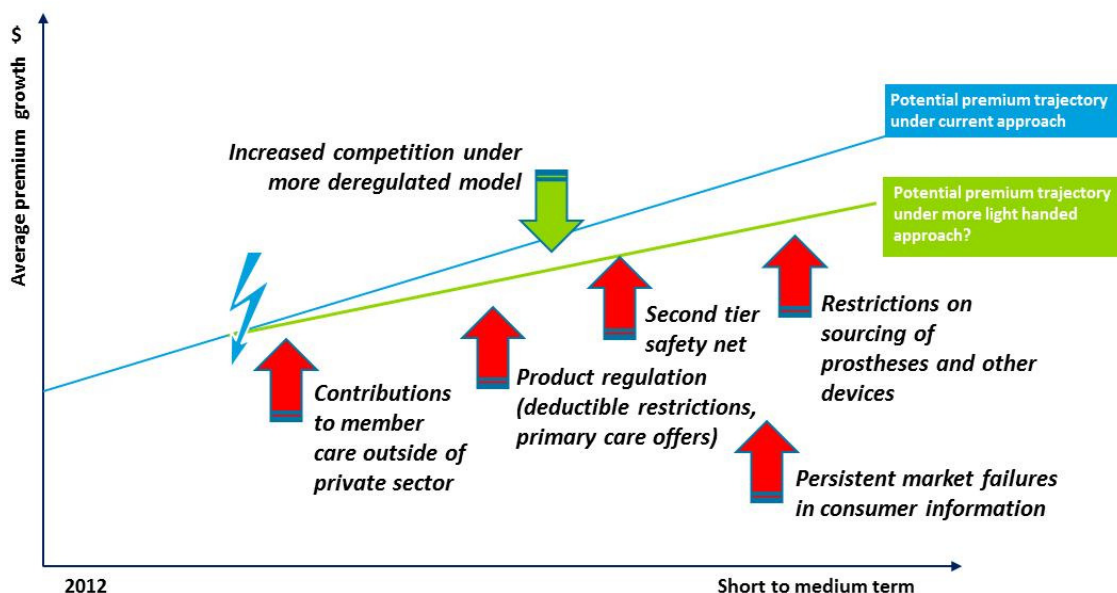 Average premium growth $
Potential premium trajectory
under current approach
Increased competition under
more deregulated model
Potential premium trajectory
under more light handed
approach?
Second tier
safety net
Restrictions on
sourcing of
prostheses and other
devices
Contributions
to member
care outside of
private sector
Product regulation
(deductible restrictions,
primary care offers)
Persistent market failures
in consumer information
2012
Short to medium term